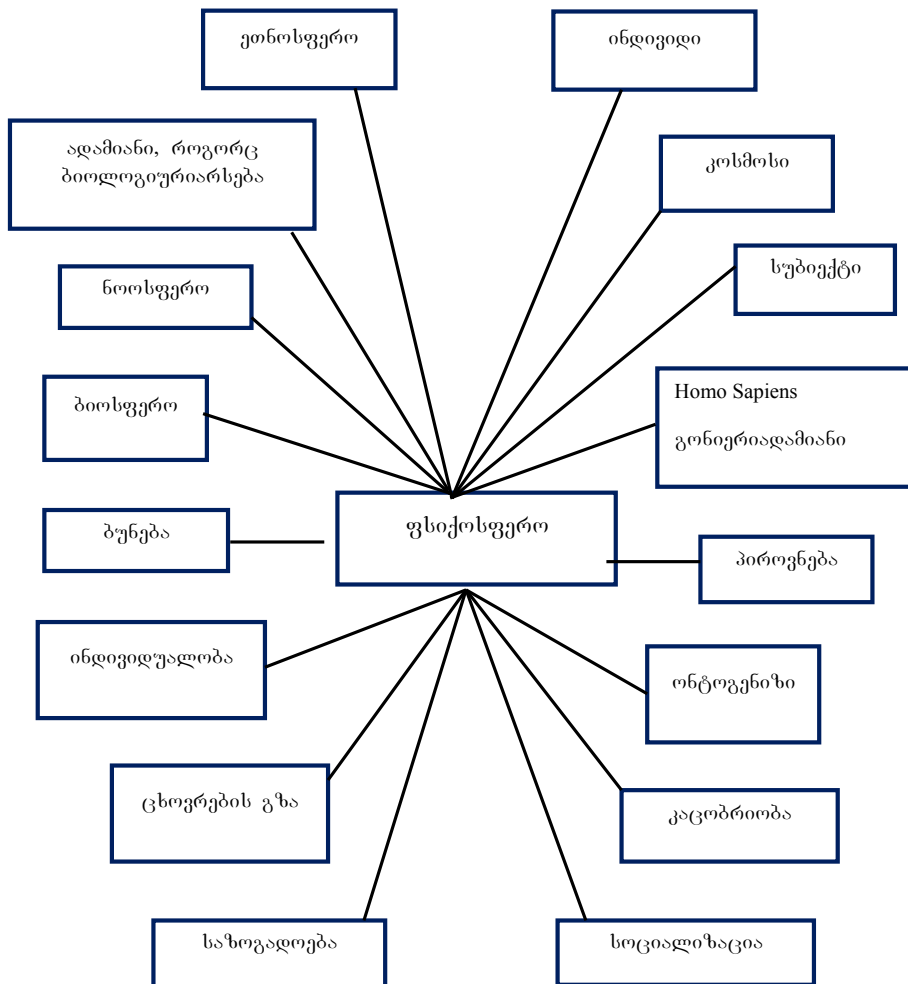 ეთნოსფერო
ინდივიდი
ადამიანი, როგორც
ბიოლოგიურიარსება
კოსმოსი
სუბიექტი
ნოოსფერო
Homo Sapiens
გონიერიადამიანი
ბიოსფერო
ფსიქოსფერო
ბუნება
პიროვნება
ინდივიდუალობა
ონტოგენიზი
ცხოვრების გზა
კაცობრიობა
საზოგადოება
სოციალიზაცია